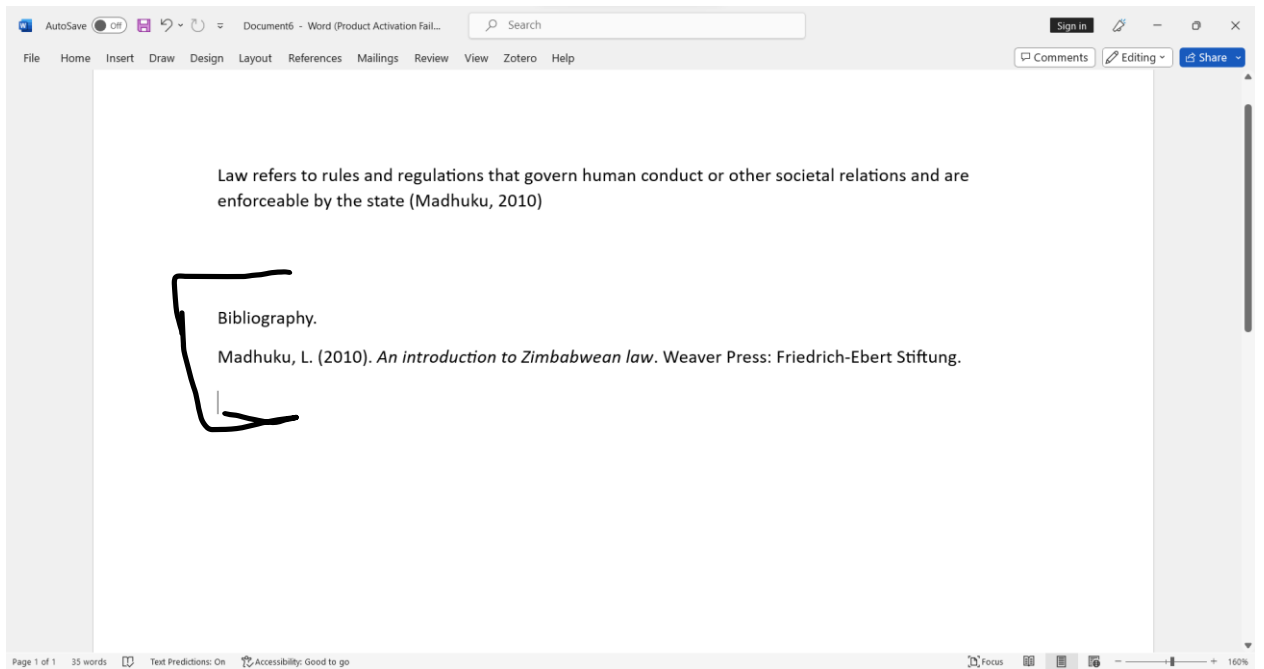 AutoSave Off Document6 - Word (Product Activation Fail... Search Sign in
File Home Insert Draw Design Layout References Mailings Review View Zotero Help Comments Editing Share
Law refers to rules and regulations that govern human conduct or other societal relations and are
enforceable by the state (Madhuku, 2010)
Bibliography.
Madhuku, L. (2010). An introduction to Zimbabwean law. Weaver Press: Friedrich-Ebert Stiftung.
Page 1 of 1 35 words Text Predictions: On Accessibility: Good to go Focus 160%